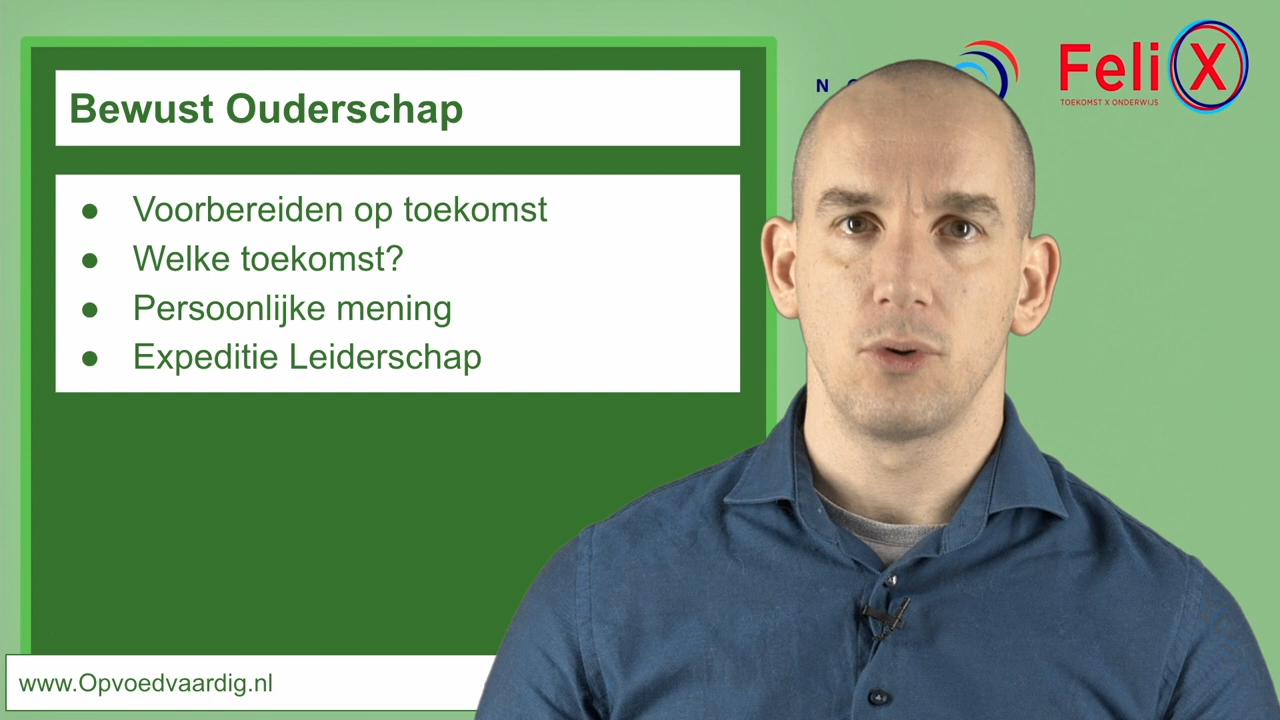 Bewust Ouderschap
● Voorbereiden op toekomst
● Welke toekomst?
● Persoonlijke mening
● Expeditie Leiderschap
FeliX
TOEKOMST X ONDERWIJS
www.Opvoedvaardig.nl